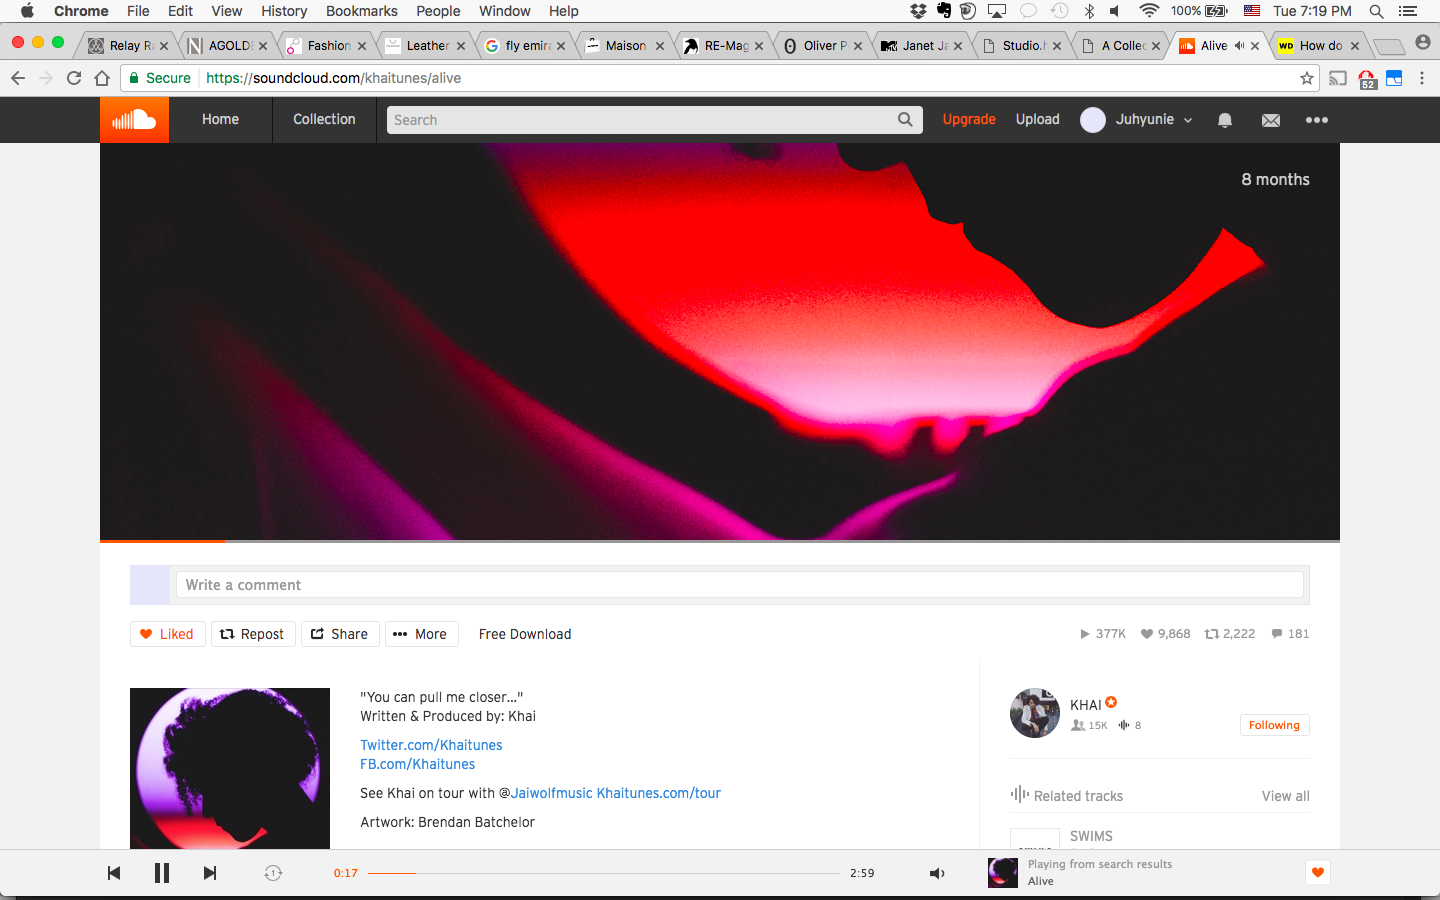 Chrome File Edit View History Bookmarks People Window Help 100% Tue 7:19 PM
Relay Ra AGOLDE Fashion Leather fly emira Maison RE-Mag Oliver Pe Janet Ja Studio.h A Collec Alive How do
Secure https://soundcloud.com/khaitunes/alive 52
Home Collection Search Upgrade Upload Juhyunie
8 months
Write a comment
Liked Repost Share More Free Download 377K 9,868 2,222 181
"You can pull me closer..."
Written & Produced by: Khai
KHAI
15K 8
Following
Twitter.com/Khaitunes
FB.com/Khaitunes
See Khai on tour with @Jaiwolfmusic Khaitunes.com/tour
Related tracks View all
Artwork: Brendan Batchelor
SWIMS
1 0:17 2:59
Playing from search results
Alive